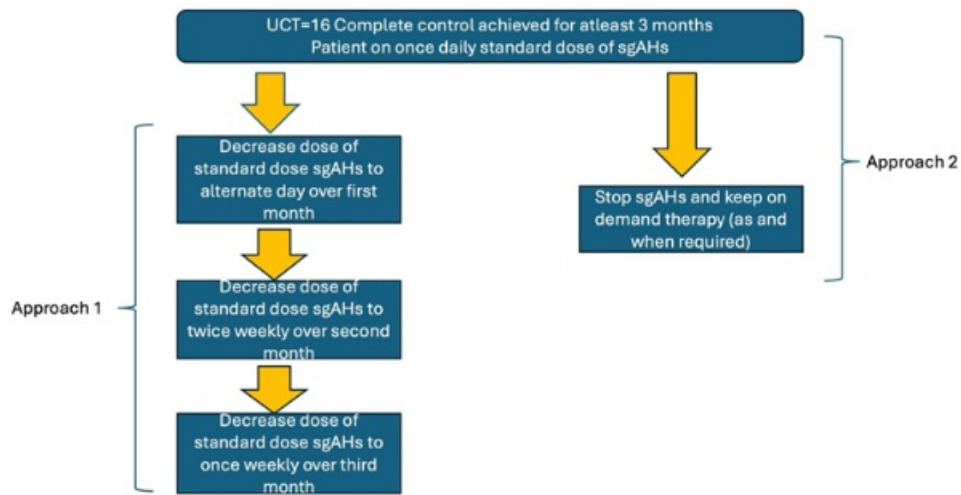 UCT=16 Complete control achieved for atleast 3 months
Patient on once daily standard dose of sgAHs
Decrease dose of
standard dose sgAHs to
alternate day over first
month
Decrease dose of
standard dose sgAHs to
twice weekly over second
month
Decrease dose of
standard dose sgAHs to
once weekly over third
month
Approach 1
Stop sgAHs and keep on
demand therapy (as and
when required)
Approach 2